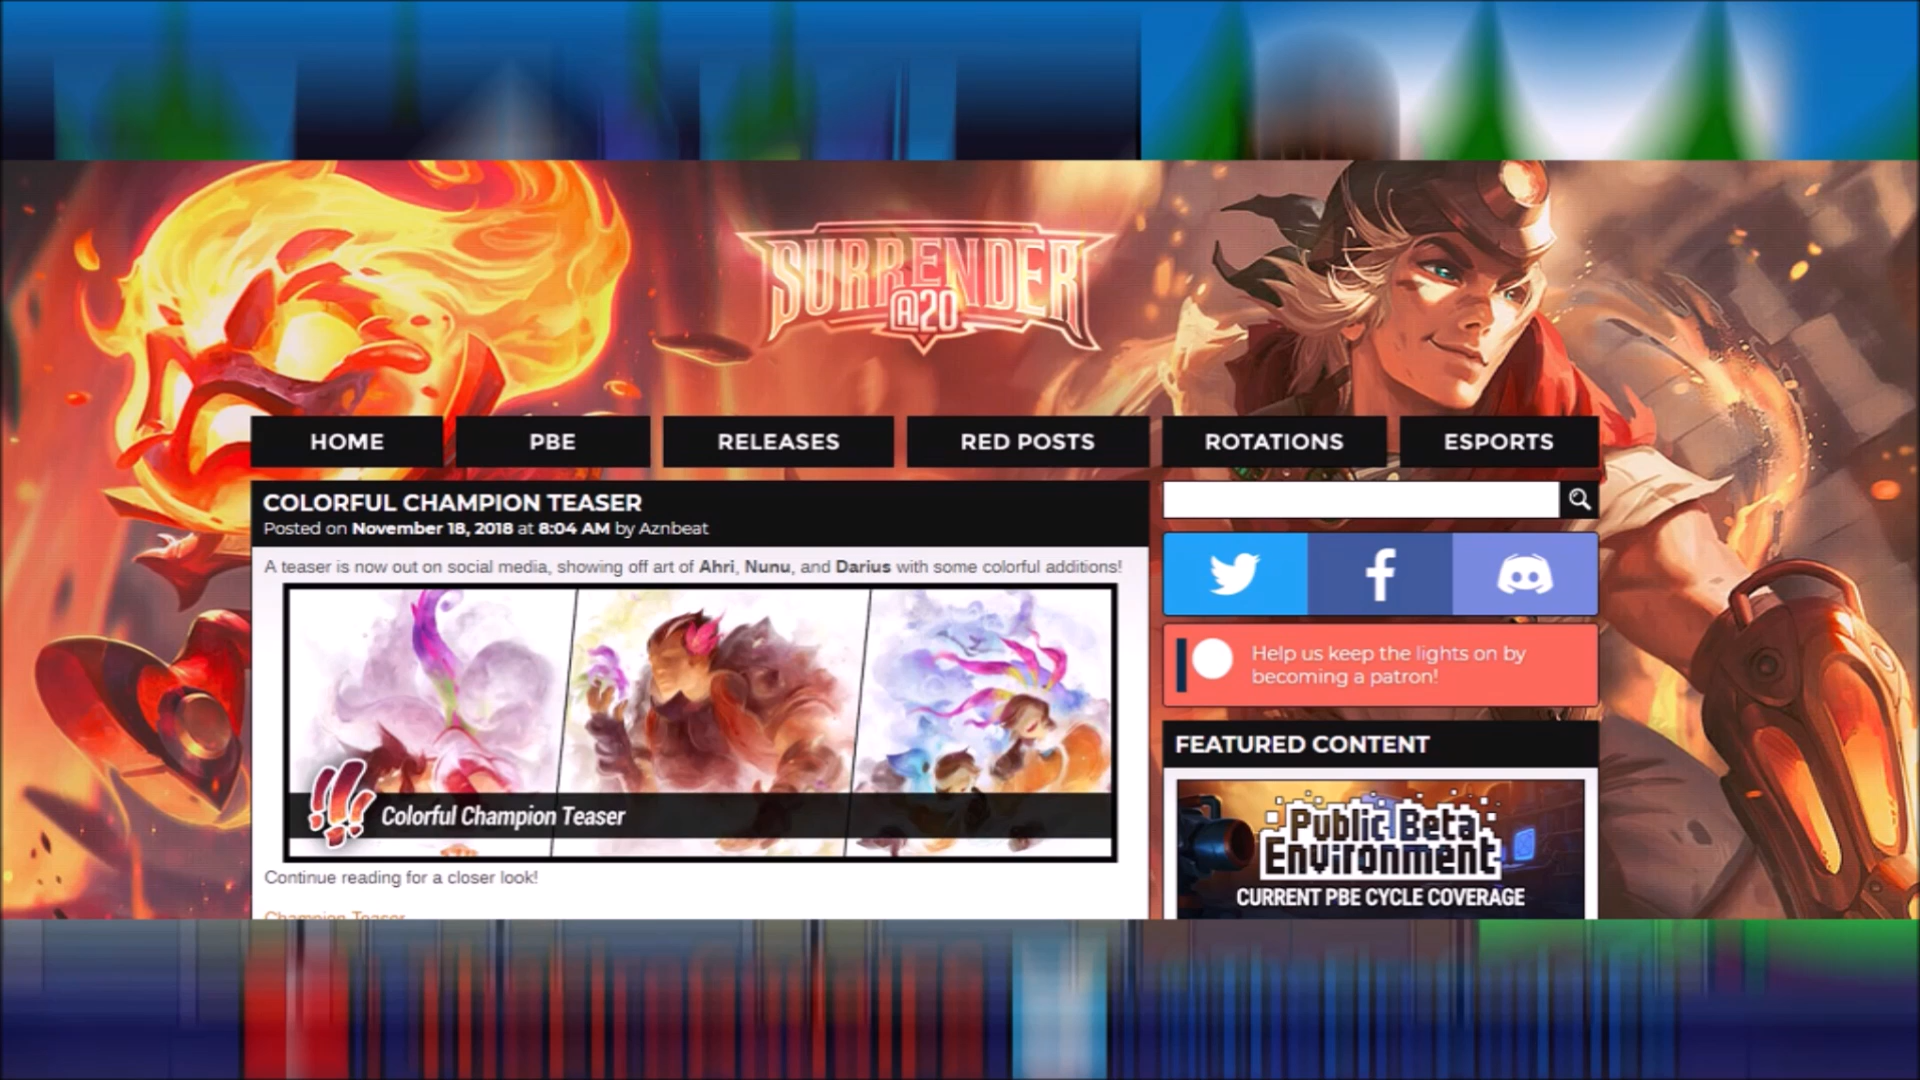 SURRENDER
@20
HOME
PBE
RELEASES
RED POSTS
ROTATIONS
ESPORTS
COLORFUL CHAMPION TEASER
Posted on November 18, 2018 at 8:04 AM by Aznbeat
A teaser is now out on social media, showing off art of Ahri, Nunu, and Darius with some colorful additions!
Colorful Champion Teaser
Continue reading for a closer look!
Champion Teaser
Help us keep the lights on by
becoming a patron!
FEATURED CONTENT
Public Beta
Environment
CURRENT PBE CYCLE COVERAGE